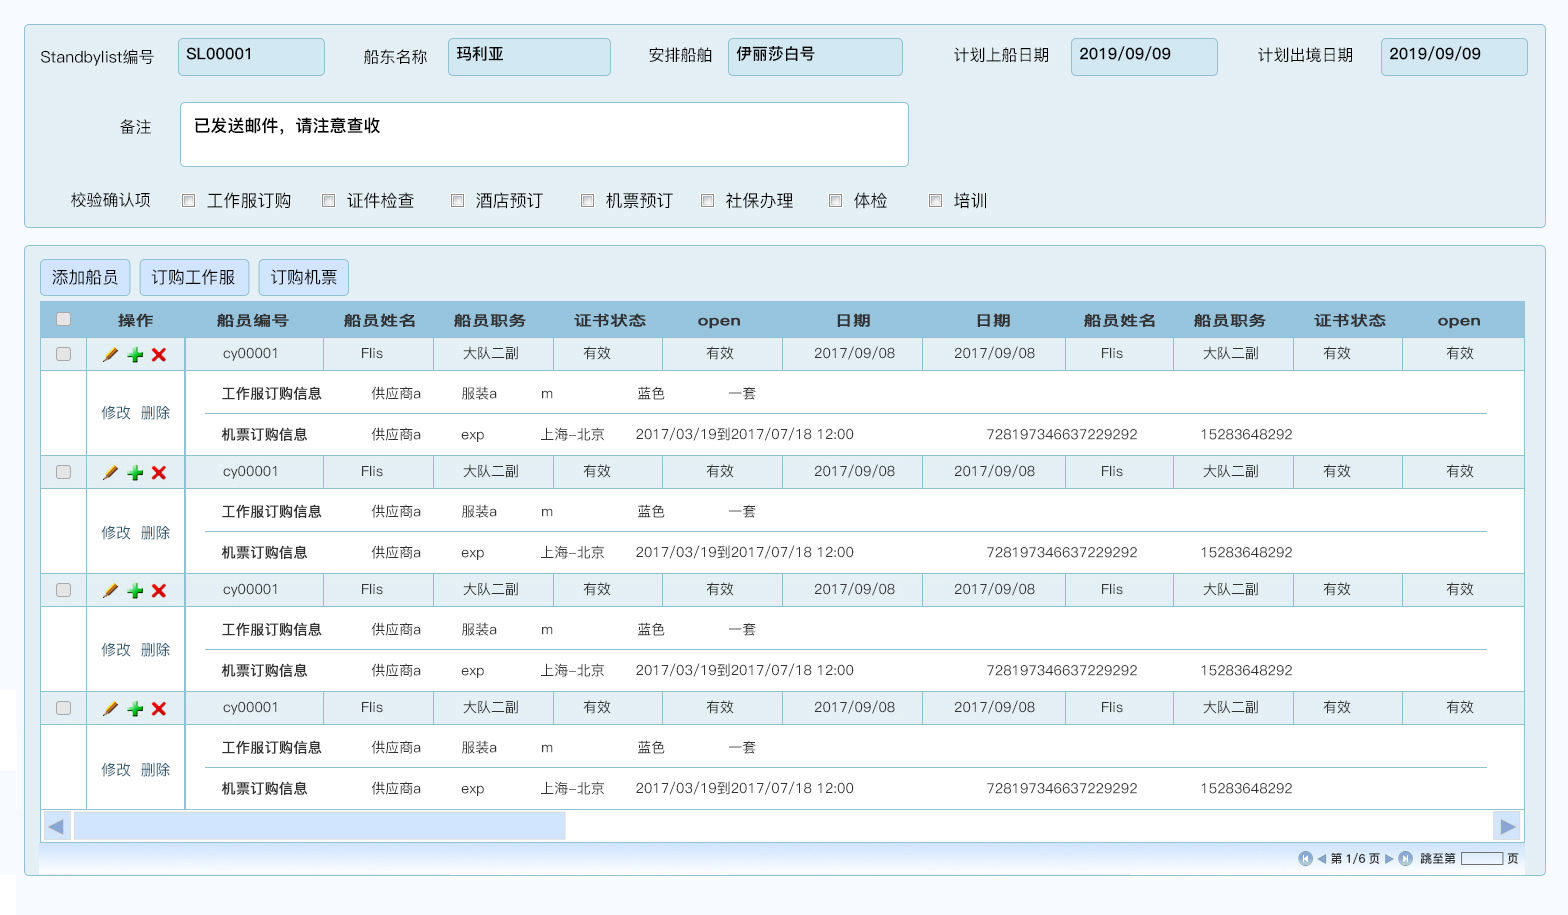 Standbylist编号 SL00001 船东名称 玛利亚 安排船舶 伊丽莎白号 计划上船日期 2019/09/09 计划出境日期 2019/09/09
备注 已发送邮件，请注意查收
校验确认项 工作服订购 证件检查 酒店预订 机票预订 社保办理 体检 培训
添加船员 订购工作服 订购机票
操作 船员编号 船员姓名 船员职务 证书状态 open 日期 日期 船员姓名 船员职务 证书状态 open
cy00001 Flis 大队二副 有效 有效 2017/09/08 2017/09/08 Flis 大队二副 有效 有效
工作服订购信息 供应商a 服装a m 蓝色 一套
修改 删除
机票订购信息 供应商a exp 上海-北京 2017/03/19到2017/07/18 12:00 728197346637229292 15283648292
cy00001 Flis 大队二副 有效 有效 2017/09/08 2017/09/08 Flis 大队二副 有效 有效
工作服订购信息 供应商a 服装a m 蓝色 一套
修改 删除
机票订购信息 供应商a exp 上海-北京 2017/03/19到2017/07/18 12:00 728197346637229292 15283648292
cy00001 Flis 大队二副 有效 有效 2017/09/08 2017/09/08 Flis 大队二副 有效 有效
工作服订购信息 供应商a 服装a m 蓝色 一套
修改 删除
机票订购信息 供应商a exp 上海-北京 2017/03/19到2017/07/18 12:00 728197346637229292 15283648292
cy00001 Flis 大队二副 有效 有效 2017/09/08 2017/09/08 Flis 大队二副 有效 有效
工作服订购信息 供应商a 服装a m 蓝色 一套
修改 删除
机票订购信息 供应商a exp 上海-北京 2017/03/19到2017/07/18 12:00 728197346637229292 15283648292
第 1/6 页 跳至第 页